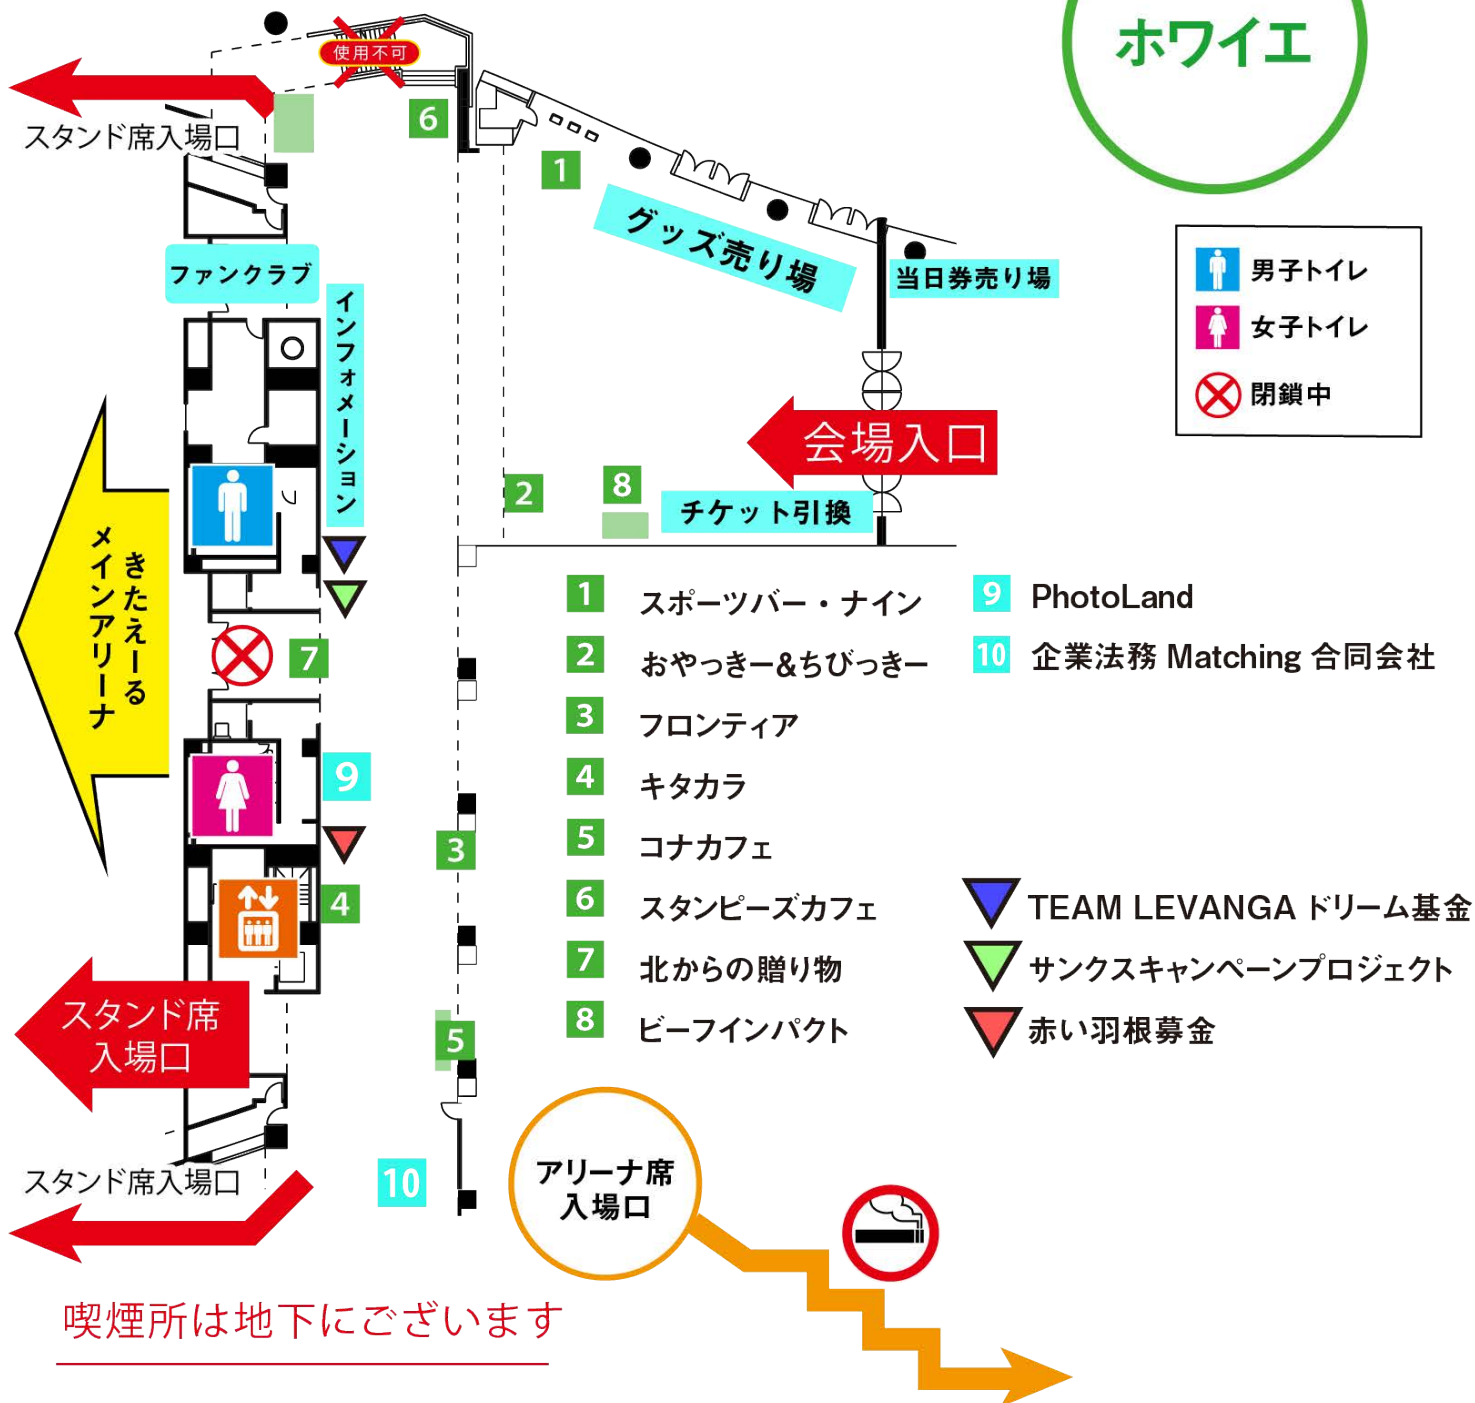 ホワイエ
使用不可
スタンド席入場口
6
1
グッズ売り場
当日券売り場
男子トイレ
女子トイレ
閉鎖中
ファンクラブ
インフォメーション
会場入口
2
8
チケット引換
きたえーる
メインアリーナ
7
9
3
4
スタンド席
入場口
5
スタンド席入場口
10
1 スポーツバー・ナイン
2 おやっきー&ちびっきー
3 フロンティア
4 キタカラ
5 コナカフェ
6 スタンピーズカフェ
7 北からの贈り物
8 ビーフインパクト
9 PhotoLand
10 企業法務 Matching 合同会社
TEAM LEVANGA ドリーム基金
サンクスキャンペーンプロジェクト
赤い羽根募金
アリーナ席
入場口
喫煙所は地下にございます